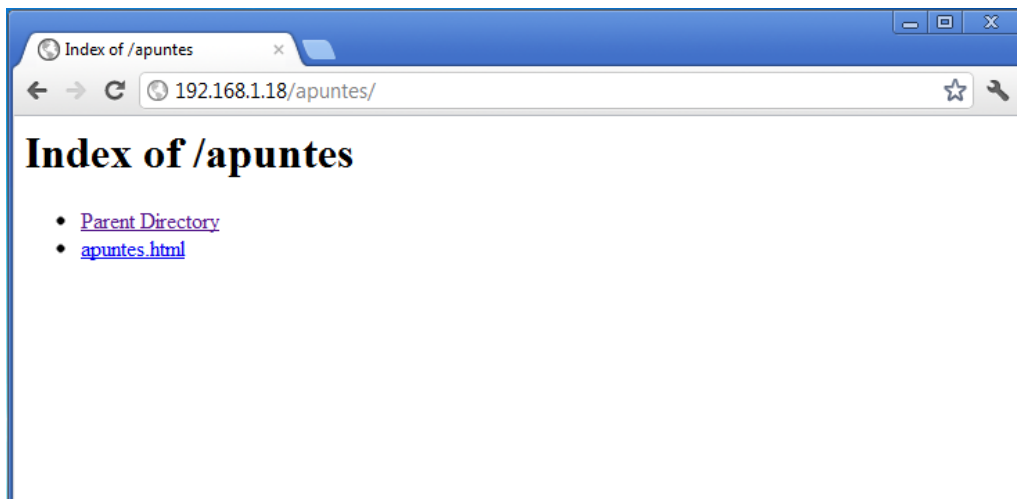 Index of /apuntes
192.168.1.18/apuntes/
Index of /apuntes
Parent Directory
apuntes.html